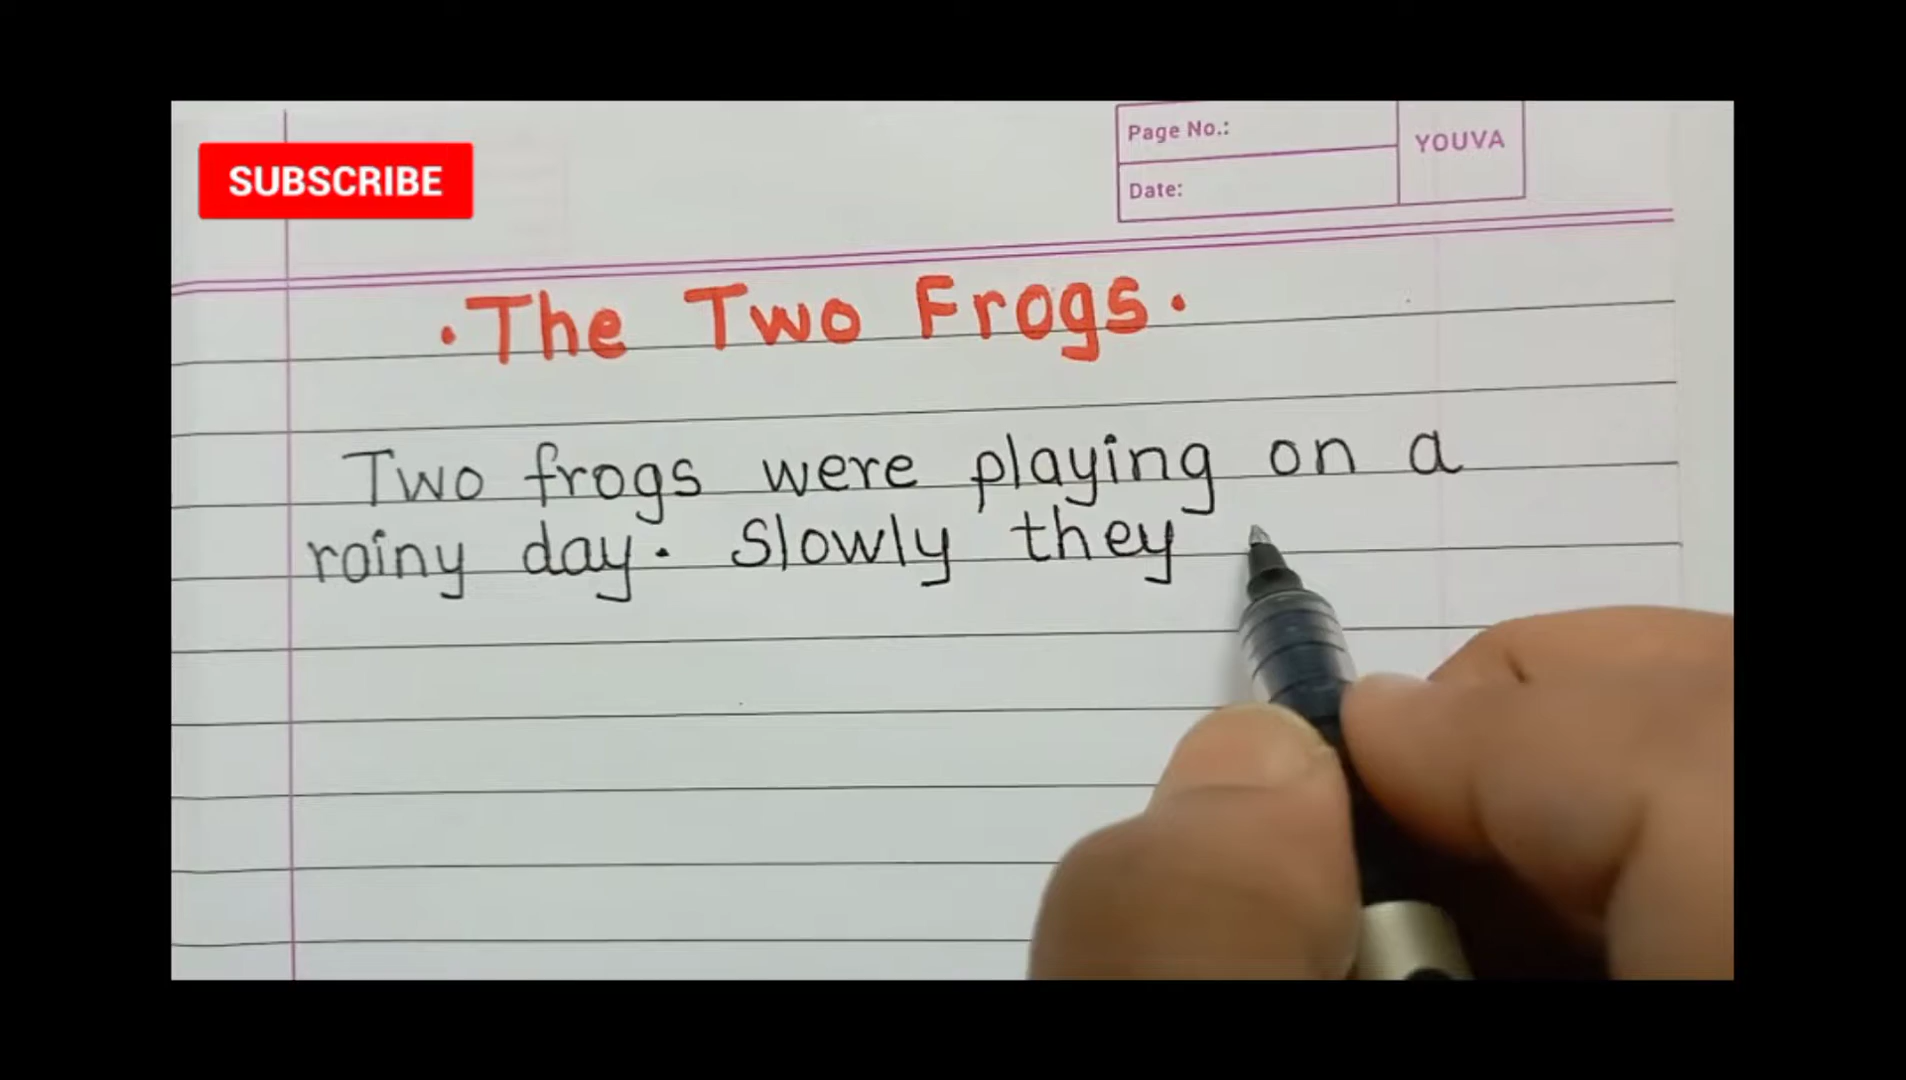 SUBSCRIBE
Page No.:
YOUVA
Date:
• The Two Frogs •
Two frogs were playing on a
rainy day. Slowly they